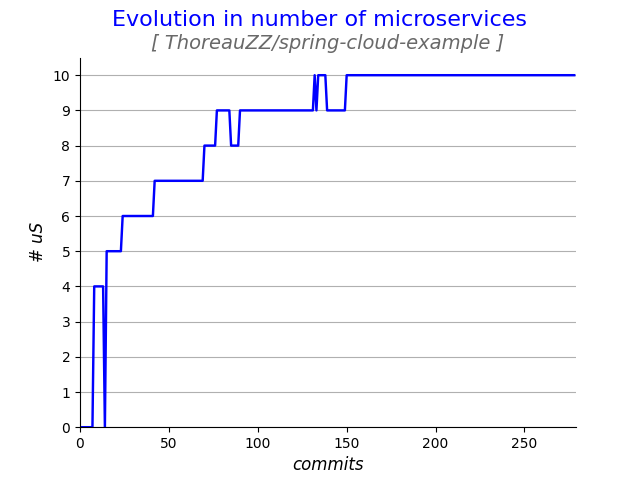 Evolution in number of microservices
[ ThoreauZZ/spring-cloud-example ]
10
9
8
7
6
5
4
3
2
1
0
# uS
0 50 100 150 200 250
commits